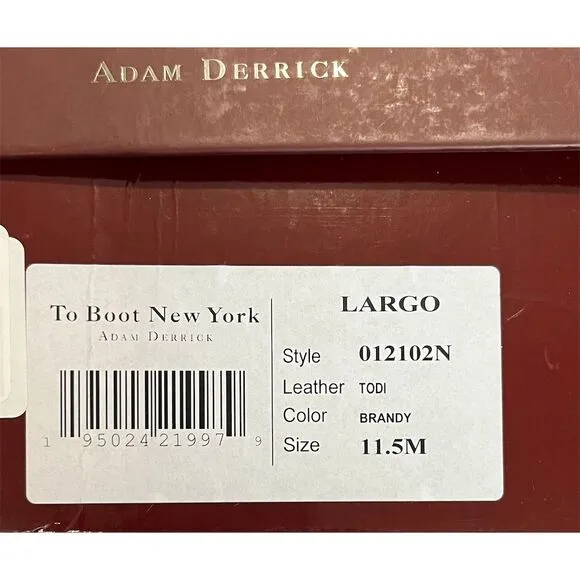 ADAM DERRICK
To Boot New York
ADAM DERRICK
1 95024 21997 9
LARGO
Style 012102N
Leather TODI
Color BRANDY
Size 11.5M